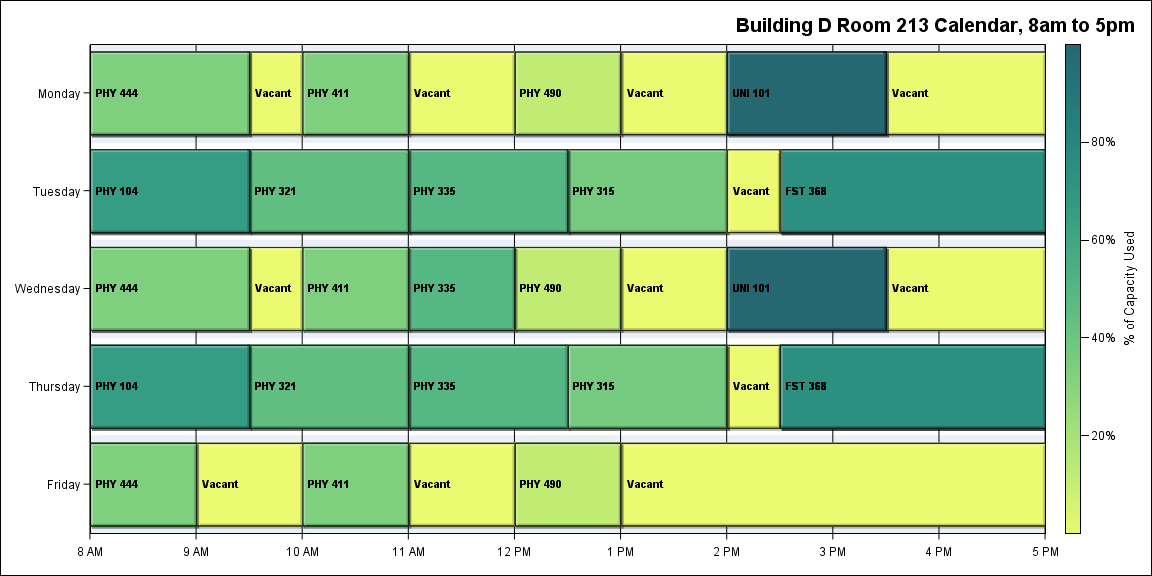 Building D Room 213 Calendar, 8am to 5pm
Monday
PHY 444
Vacant
PHY 411
Vacant
PHY 490
Vacant
UNI 101
Vacant
Tuesday
PHY 104
PHY 321
PHY 335
PHY 315
Vacant
FST 368
Wednesday
PHY 444
Vacant
PHY 411
PHY 335
PHY 490
Vacant
UNI 101
Vacant
Thursday
PHY 104
PHY 321
PHY 335
PHY 315
Vacant
FST 368
Friday
PHY 444
Vacant
PHY 411
Vacant
PHY 490
Vacant
8 AM
9 AM
10 AM
11 AM
12 PM
1 PM
2 PM
3 PM
4 PM
5 PM
80%
60%
40%
20%
% of Capacity Used